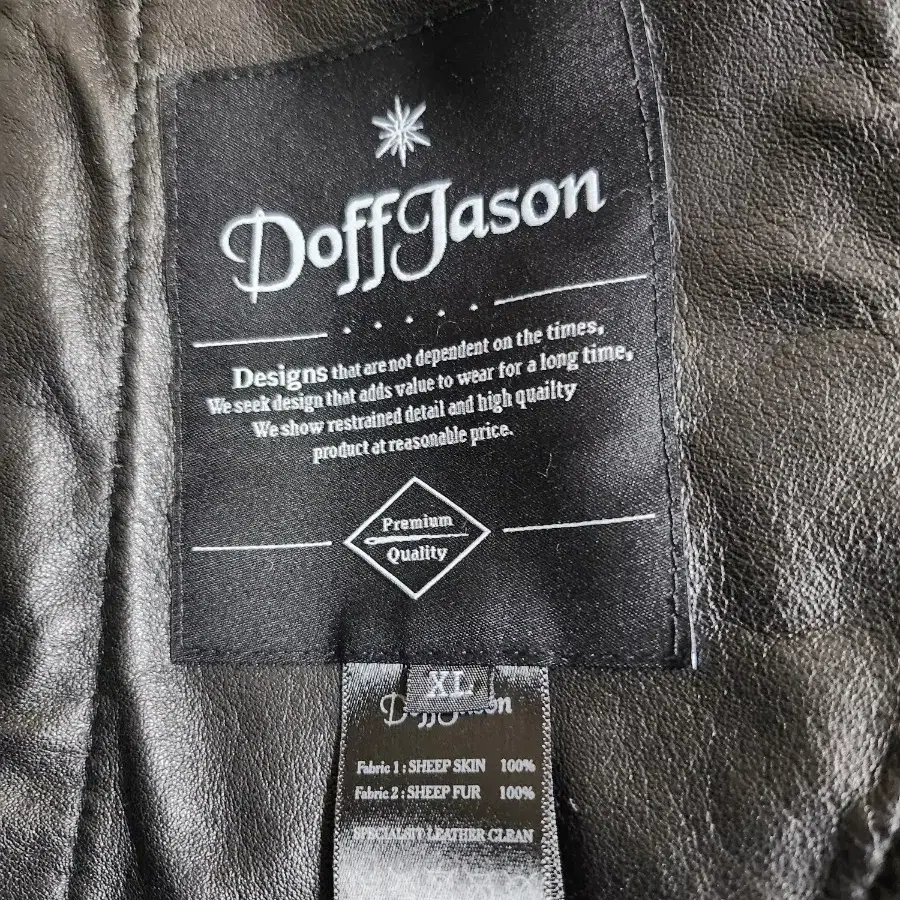 DoffJason
Designs that are not dependent on the times,
We seek design that adds value to wear for a long time,
We show restrained detail and high quailty
product at reasonable price.
Premium
Quality
XL
DoffJason
Fabric 1 : SHEEP SKIN 100%
Fabric 2 : SHEEP FUR 100%
SPECIALSIT LEATHER CLEAN